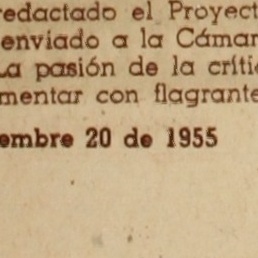 redactado el Proyect
enviado a la Cámar
La pasión de la críti
mentar con flagrante
embre 20 de 1955